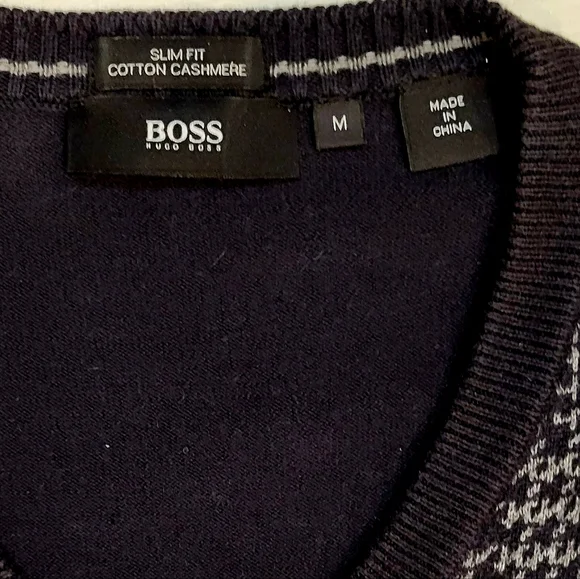 SLIM FIT
COTTON CASHMERE
BOSS
HUGO BOSS
M
MADE
IN
CHINA